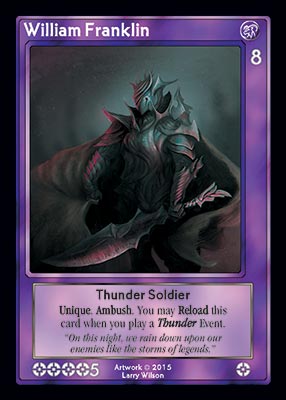 William Franklin
8
Thunder Soldier
Unique. Ambush. You may Reload this
card when you play a Thunder Event.
"On this night, we rain down upon our
enemies like the storms of legends."
5
Artwork © 2015
Larry Wilson